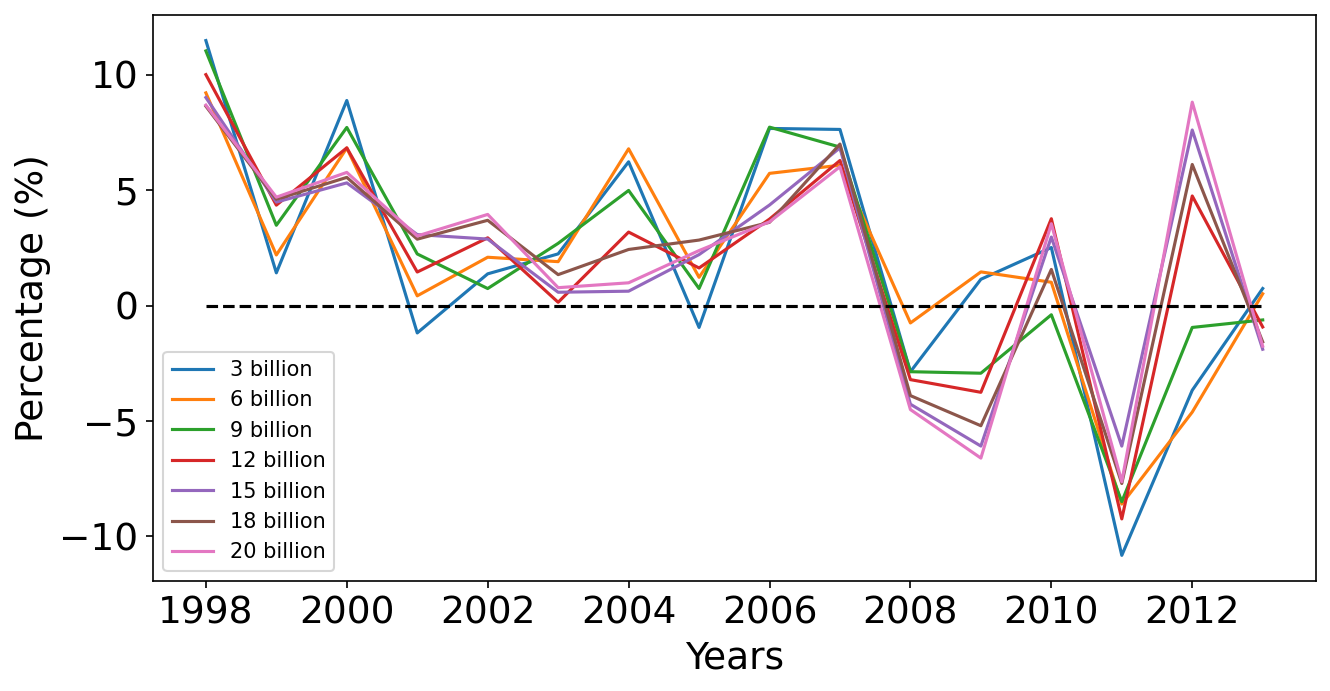 Percentage (%)
10
5
0
−5
−10
3 billion
6 billion
9 billion
12 billion
15 billion
18 billion
20 billion
1998 2000 2002 2004 2006 2008 2010 2012
Years